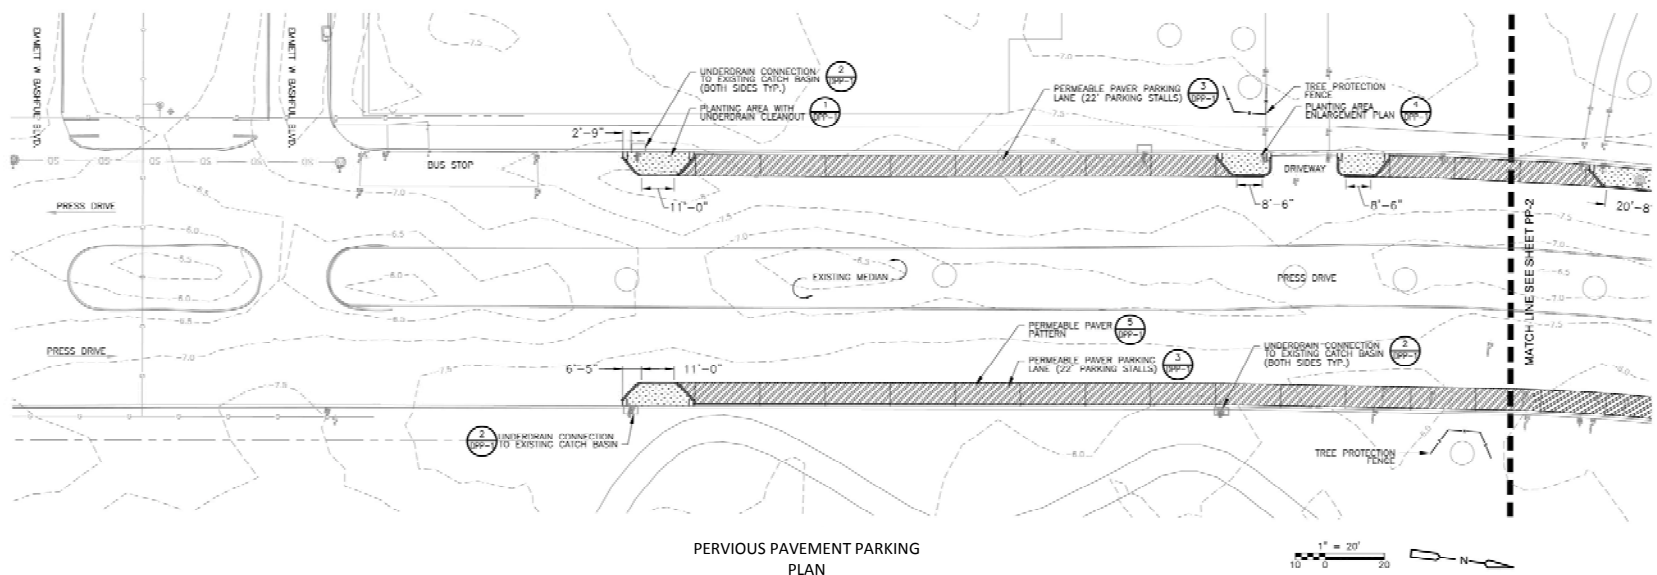 EMMETT W BASHFUL BLVD.
EMMETT W BASHFUL BLVD.
UNDERDRAIN CONNECTION
TO EXISTING CATCH BASIN
(BOTH SIDES TYP.)
2
DPP-1
PLANTING AREA WITH
UNDERDRAIN CLEANOUT
1
DPP-1
2'-9"
BUS STOP
11'-0"
PERMEABLE PAVER PARKING
LANE (22' PARKING STALLS)
3
DPP-1
TREE PROTECTION
FENCE
PLANTING AREA
ENLARGEMENT PLAN
4
DPP-1
DRIVEWAY
8'-6"
8'-6"
20'-8
PRESS DRIVE
EXISTING MEDIAN
PRESS DRIVE
MATCH LINE SEE SHEET PP-2
PRESS DRIVE
PERMEABLE PAVER
PATTERN
5
DPP-1
PERMEABLE PAVER PARKING
LANE (22' PARKING STALLS)
3
DPP-1
UNDERDRAIN CONNECTION
TO EXISTING CATCH BASIN
(BOTH SIDES TYP.)
2
DPP-1
6'-5"
11'-0"
2
DPP-1
UNDERDRAIN CONNECTION
TO EXISTING CATCH BASIN
TREE PROTECTION
FENCE
PERVIOUS PAVEMENT PARKING
PLAN
1" = 20'
10 0 20
N